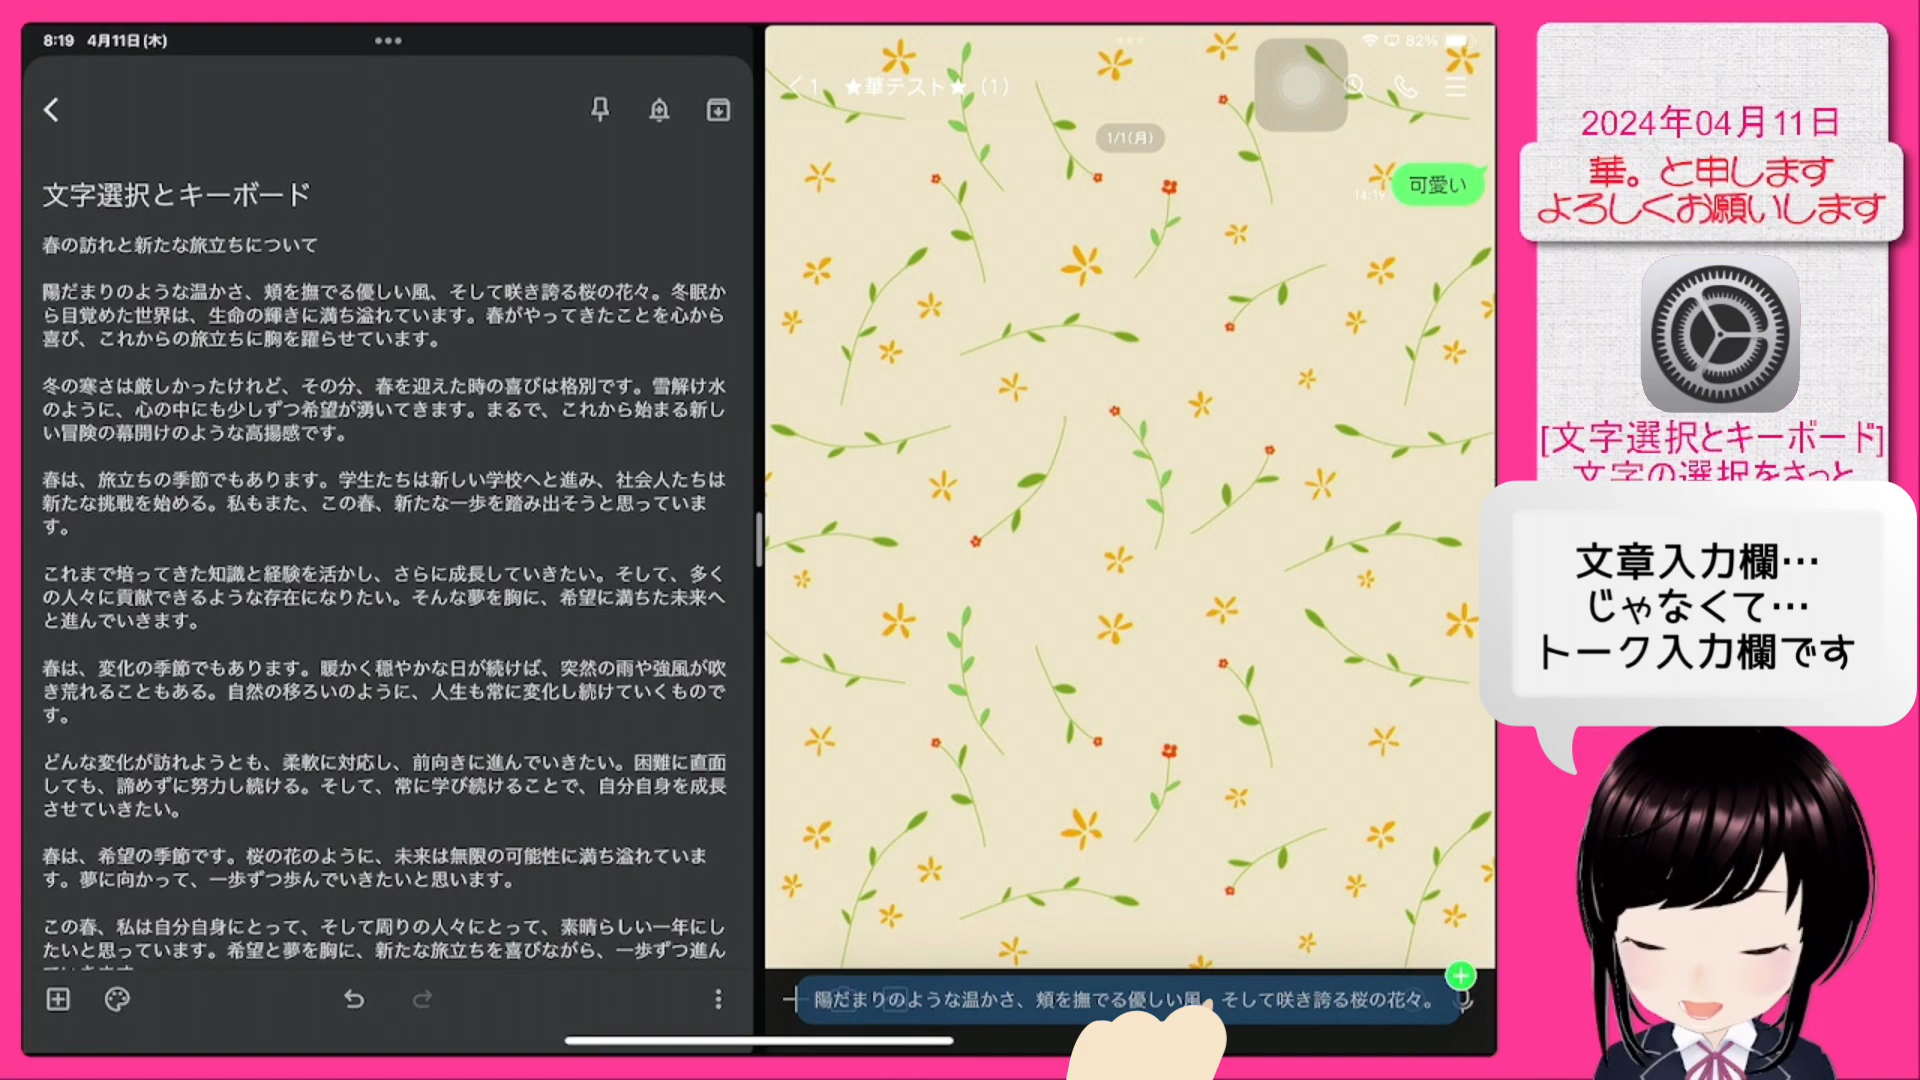 8:19 4月11日(木)
文字選択とキーボード
春の訪れと新たな旅立ちについて
陽だまりのような温かさ、頬を撫でる優しい風、そして咲き誇る桜の花々。冬眠か
ら目覚めた世界は、生命の輝きに満ち溢れています。春がやってきたことを心から
喜び、これからの旅立ちに胸を躍らせています。
冬の寒さは厳しかったけれど、その分、春を迎えた時の喜びは格別です。雪解け水
のように、心の中にも少しずつ希望が湧いてきます。まるで、これから始まる新し
い冒険の幕開けのような高揚感です。
春は、旅立ちの季節でもあります。学生たちは新しい学校へと進み、社会人たちは
新たな挑戦を始める。私もまた、この春、新たな一歩を踏み出そうと思っていま
す。
これまで培ってきた知識と経験を活かし、さらに成長していきたい。そして、多く
の人々に貢献できるような存在になりたい。そんな夢を胸に、希望に満ちた未来へ
と進んでいきます。
春は、変化の季節でもあります。暖かく穏やかな日が続けば、突然の雨や強風が吹
き荒れることもある。自然の移ろいのように、人生も常に変化し続けていくもので
す。
どんな変化が訪れようとも、柔軟に対応し、前向きに進んでいきたい。困難に直面
しても、諦めずに努力し続ける。そして、常に学び続けることで、自分自身を成長
させていきたい。
春は、希望の季節です。桜の花のように、未来は無限の可能性に満ち溢れていま
す。夢に向かって、一歩ずつ歩んでいきたいと思います。
この春、私は自分自身にとって、そして周りの人々にとって、素晴らしい一年にし
たいと思っています。希望と夢を胸に、新たな旅立ちを喜びながら、一歩ずつ進ん
82%
1 ★華テスト★ (1)
1/1(月)
14:19 可愛い
陽だまりのような温かさ、頬を撫でる優しい風、そして咲き誇る桜の花々。
2024年04月11日
華。と申します
よろしくお願いします
[文字選択とキーボード]
文字の選択をさっと
文章入力欄…
じゃなくて…
トーク入力欄です